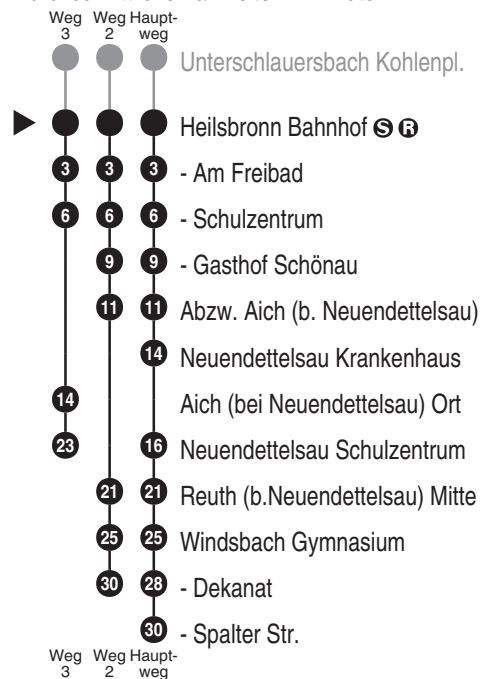 Weg Weg Haupt-
3 2 weg
Unterschlauersbach Kohlenpl.
Heilsbronn Bahnhof S R
3 3 3 - Am Freibad
6 6 6 - Schulzentrum
9 9 - Gasthof Schönau
11 11 Abzw. Aich (b. Neuendettelsau)
14 Neuendettelsau Krankenhaus
14 Aich (bei Neuendettelsau) Ort
23 16 Neuendettelsau Schulzentrum
21 21 Reuth (b.Neuendettelsau) Mitte
25 25 Windsbach Gymnasium
30 28 - Dekanat
30 - Spalter Str.
Weg Weg Haupt-
3 2 weg